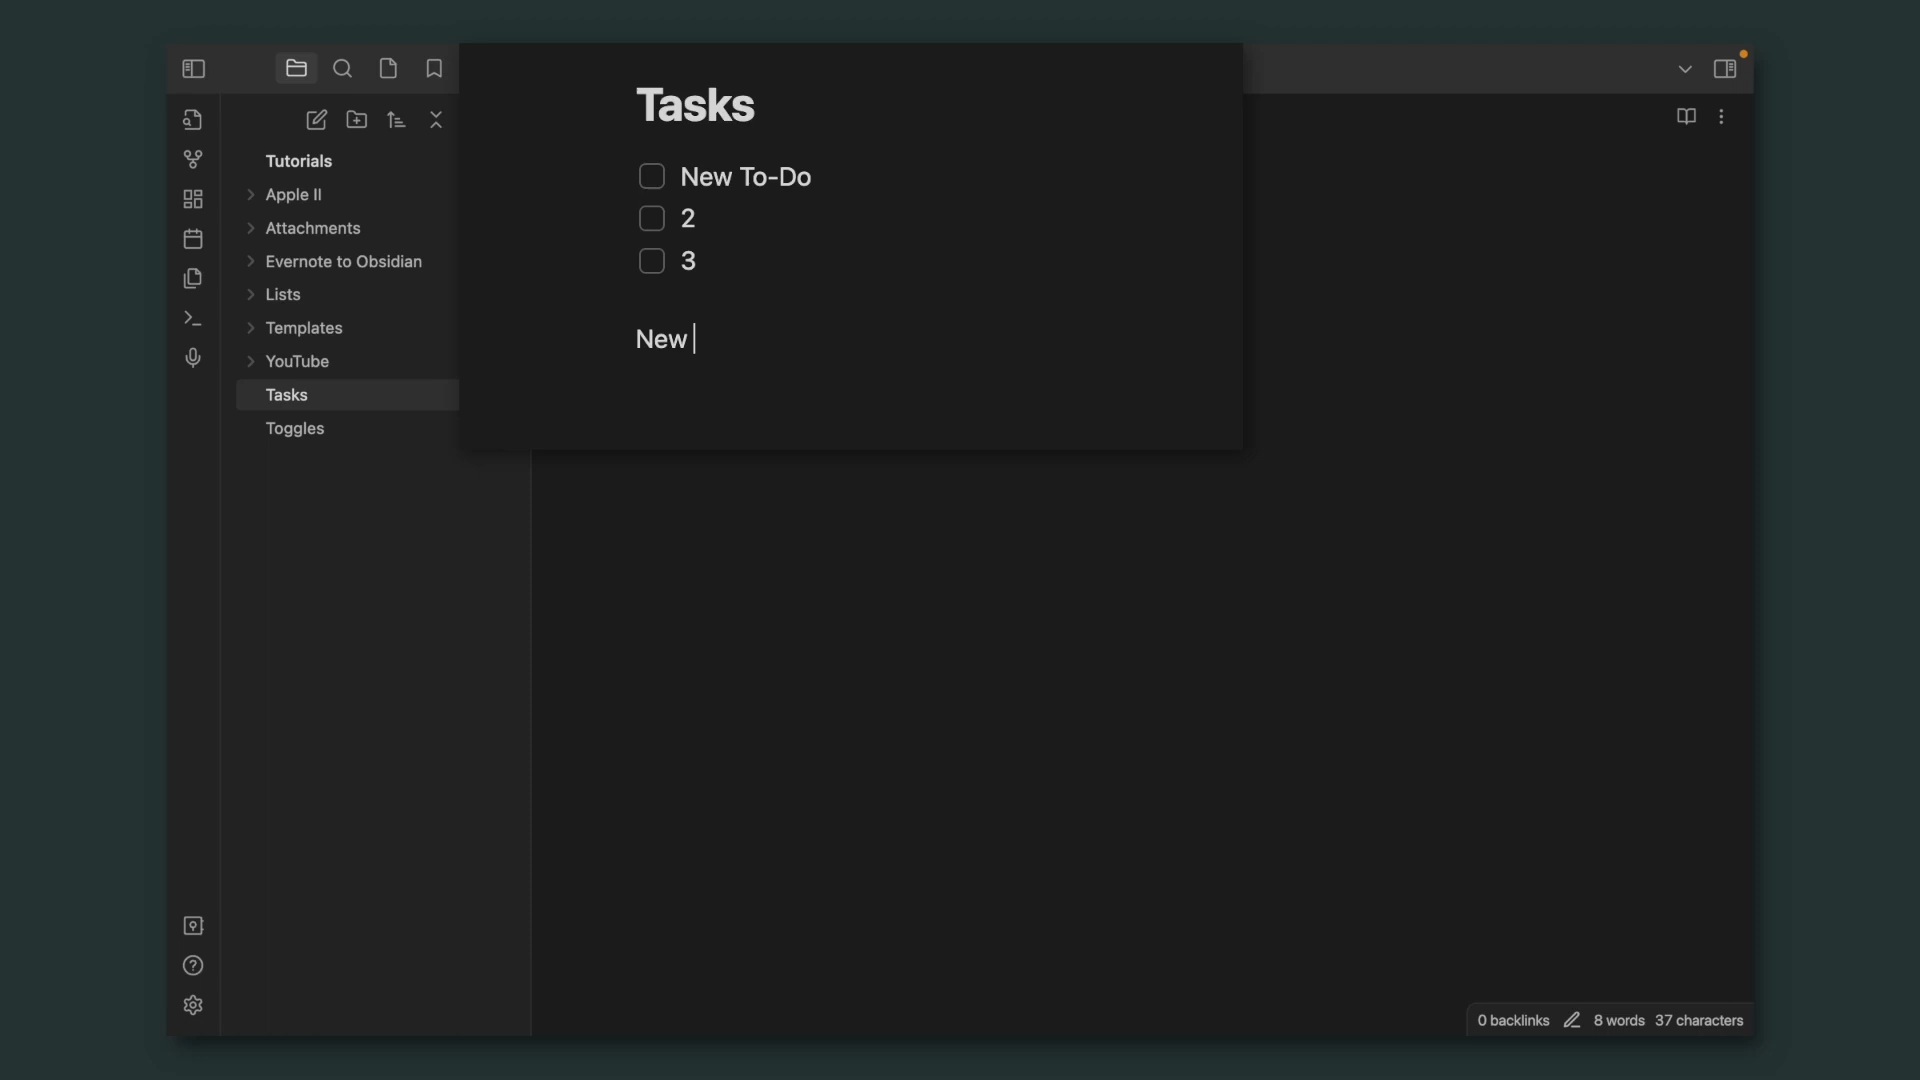 Tutorials
Apple II
Attachments
Evernote to Obsidian
Lists
Templates
YouTube
Tasks
Toggles
Tasks
New To-Do
2
3
New
0 backlinks 8 words 37 characters